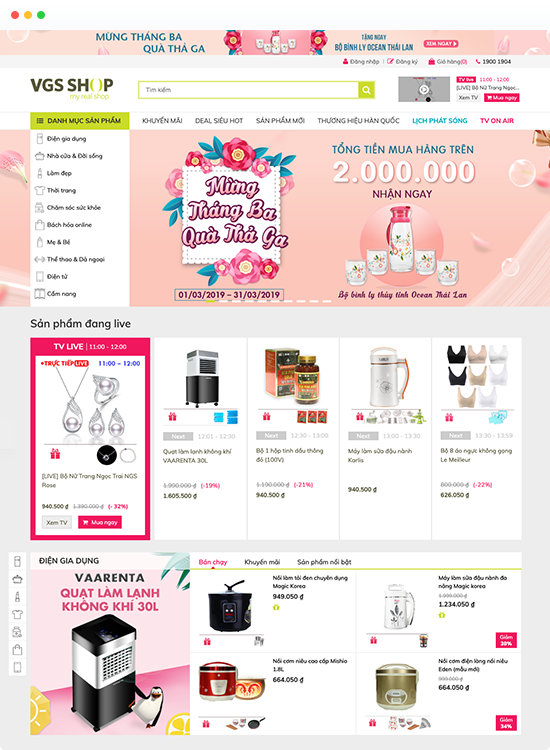 MỪNG THÁNG BA
QUÀ THẢ GA
TẶNG NGAY
BỘ BÌNH LY OCEAN THÁI LAN
XEM NGAY
Đăng nhập
Đăng ký
Giỏ hàng(0)
1900 1904
VGS SHOP
my real shop
Tìm kiếm
TV live 11:00 - 12:00
[LIVE] Bộ Nữ Trang Ngọc...
Xem TV
Mua ngay
DANH MỤC SẢN PHẨM
KHUYẾN MÃI
DEAL SIÊU HOT
SẢN PHẨM MỚI
THƯƠNG HIỆU HÀN QUỐC
LỊCH PHÁT SÓNG
TV ON AIR
Điện gia dụng
Nhà cửa & Đời sống
Làm đẹp
Thời trang
Chăm sóc sức khỏe
Bách hóa online
Mẹ & Bé
Thể thao & Dã ngoại
Điện tử
Cẩm nang
Mừng
Tháng Ba
Quà Thả Ga
01/03/2019 – 31/03/2019
TỔNG TIỀN MUA HÀNG TRÊN
2.000.000
NHẬN NGAY
Bộ bình ly thủy tinh Ocean Thái Lan
Sản phẩm đang live
TV LIVE | 11:00 - 12:00
TRỰC TIẾP LIVE 11:00 ~ 12:00
[LIVE] Bộ Nữ Trang Ngọc Trai NGS Rose
940.500 ₫ 1.390.000 ₫ (- 32%)
Xem TV
Mua ngay
Next 12:01 - 12:30
Quạt làm lạnh không khí
VAARENTA 30L
1.990.000 ₫ (-19%)
1.605.500 ₫
Next 12:30 - 13:00
Bộ 1 hộp tinh dầu thông
đỏ (100V)
1.190.000 ₫ (-21%)
940.500 ₫
Next 13:00 - 13:30
Máy làm sữa đậu nành
Karlis
940.500 ₫
Next 13:30 - 13:59
Bộ 8 áo ngực không gọng
Le Meilleur
800.000 ₫ (-22%)
626.050 ₫
ĐIỆN GIA DỤNG
VAARENTA
QUẠT LÀM LẠNH
KHÔNG KHÍ 30L
Bán chạy
Khuyến mãi
Sản phẩm nổi bật
Nồi làm tỏi đen chuyên dụng
Magic Korea
949.050 ₫
Máy làm sữa đậu nành đa
năng Magic korea
1.999.000 ₫
1.234.050 ₫
Giảm
38%
Nồi cơm niêu cao cấp Mishio
1.8L
664.050 ₫
Nồi cơm điện lòng nồi niêu
Eden (mẫu mới)
999.000 ₫
664.050 ₫
Giảm
34%